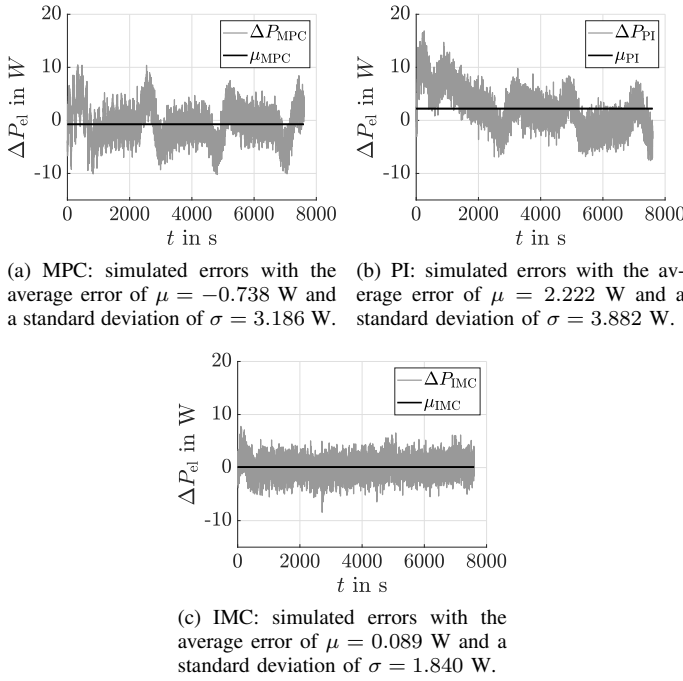 20
10
0
-10
ΔP_el in W
ΔP_MPC
μ_MPC
0 2000 4000 6000 8000
t in s
(a) MPC: simulated errors with the
average error of μ = −0.738 W and
a standard deviation of σ = 3.186 W.
20
10
0
-10
ΔP_el in W
ΔP_PI
μ_PI
0 2000 4000 6000 8000
t in s
(b) PI: simulated errors with the av-
erage error of μ = 2.222 W and a
standard deviation of σ = 3.882 W.
20
10
0
-10
ΔP_el in W
ΔP_IMC
μ_IMC
0 2000 4000 6000 8000
t in s
(c) IMC: simulated errors with the
average error of μ = 0.089 W and a
standard deviation of σ = 1.840 W.